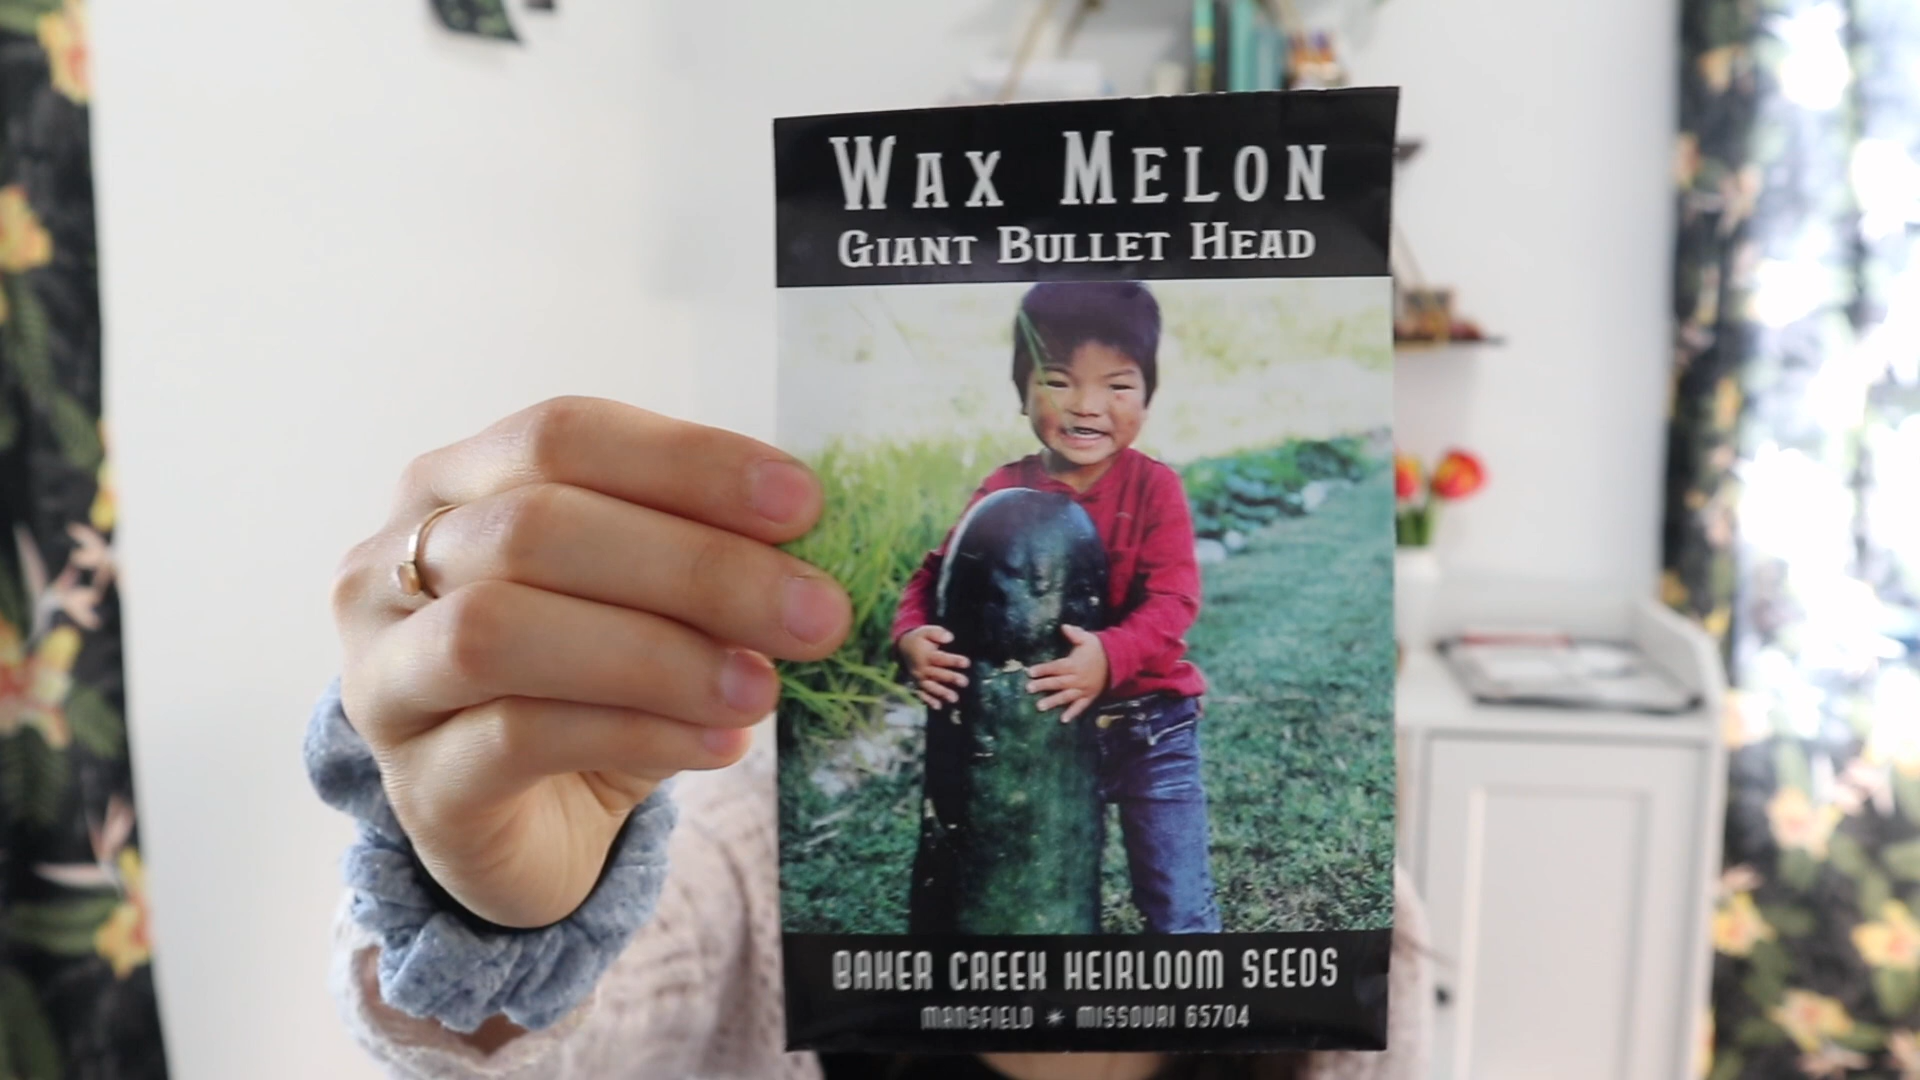 WAX MELON
GIANT BULLET HEAD
BAKER CREEK HEIRLOOM SEEDS
MANSFIELD * MISSOURI 65704